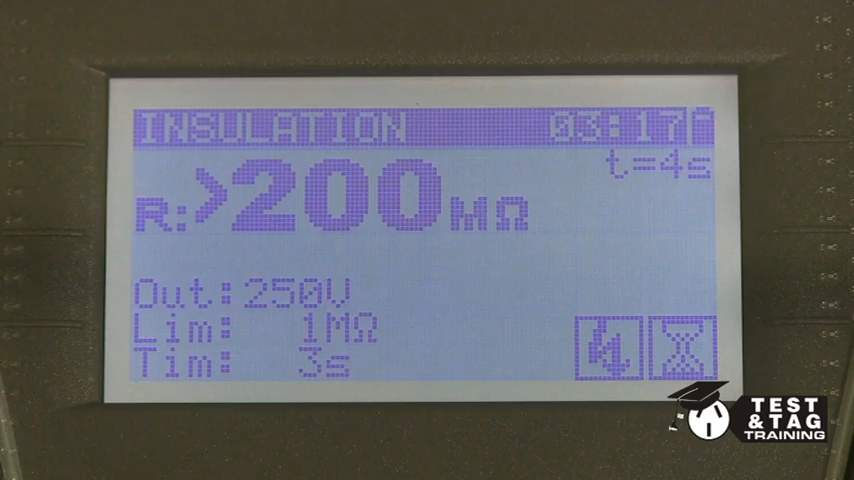 INSULATION 03:17
t=4s
R:>200MΩ
Out:250V
Lim: 1MΩ
Tim: 3s
TEST
&TAG
TRAINING